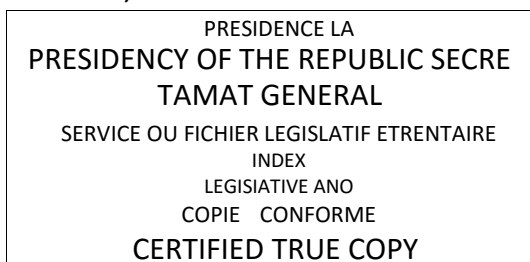 PRESIDENCE LA
PRESIDENCY OF THE REPUBLIC SECRE
TAMAT GENERAL
SERVICE OU FICHIER LEGISLATIF ETRENTAIRE
INDEX
LEGISIATIVE ANO
COPIE CONFORME
CERTIFIED TRUE COPY